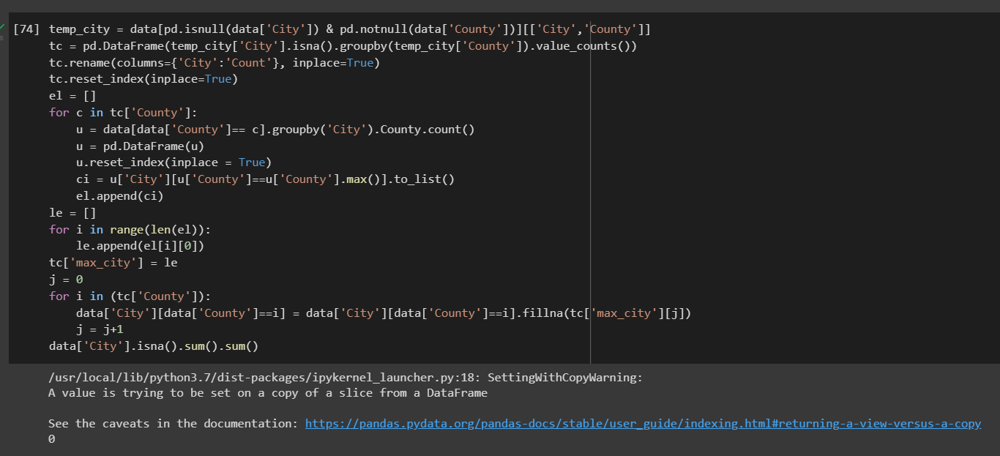 [74] temp_city = data[pd.isnull(data['City']) & pd.notnull(data['County'])][['City','County']]
tc = pd.DataFrame(temp_city['City'].isna().groupby(temp_city['County']).value_counts())
tc.rename(columns={'City':'Count'}, inplace=True)
tc.reset_index(inplace=True)
el = []
for c in tc['County']:
    u = data[data['County']== c].groupby('City').County.count()
    u = pd.DataFrame(u)
    u.reset_index(inplace = True)
    ci = u['City'][u['County']==u['County'].max()].to_list()
    el.append(ci)
le = []
for i in range(len(el)):
    le.append(el[i][0])
tc['max_city'] = le
j = 0
for i in (tc['County']):
    data['City'][data['County']==i] = data['City'][data['County']==i].fillna(tc['max_city'][j])
    j = j+1
data['City'].isna().sum().sum()
/usr/local/lib/python3.7/dist-packages/ipykernel_launcher.py:18: SettingWithCopyWarning:
A value is trying to be set on a copy of a slice from a DataFrame
See the caveats in the documentation: https://pandas.pydata.org/pandas-docs/stable/user_guide/indexing.html#returning-a-view-versus-a-copy
0